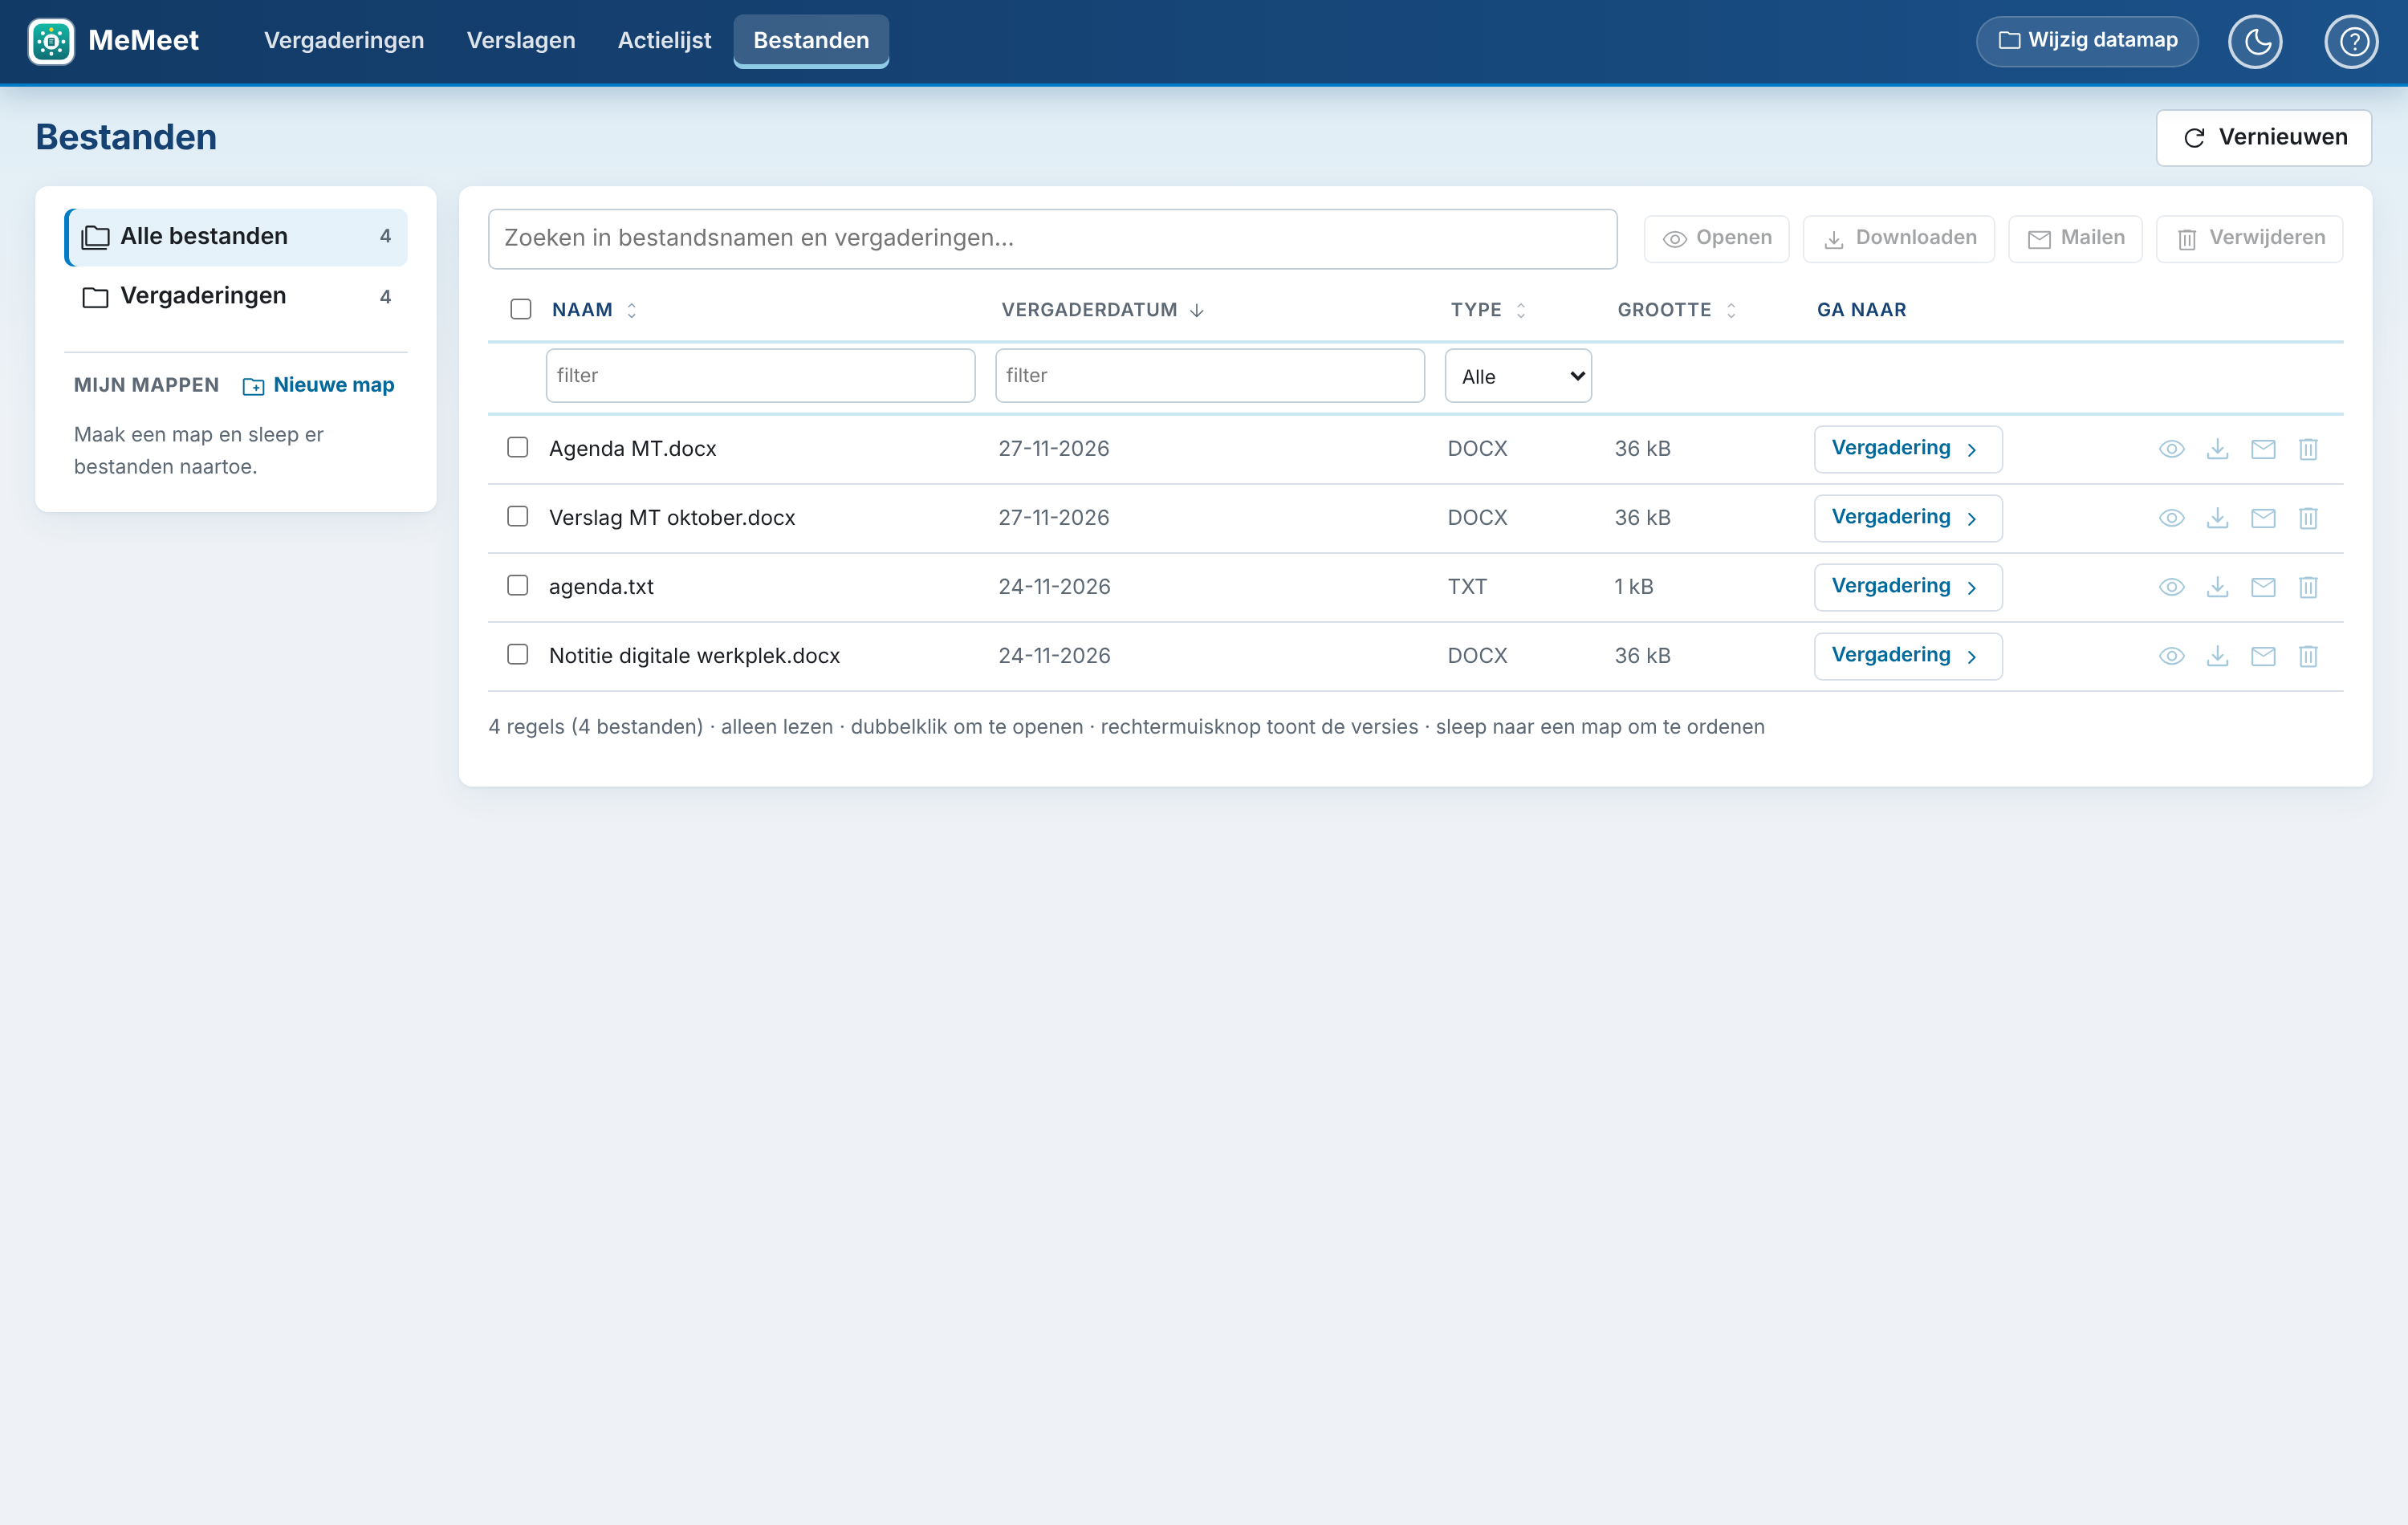 MeMeet Vergaderingen Verslagen Actielijst Bestanden Wijzig datamap
Bestanden Vernieuwen
Alle bestanden 4
Vergaderingen 4
MIJN MAPPEN Nieuwe map
Maak een map en sleep er
bestanden naartoe.
Zoeken in bestandsnamen en vergaderingen... Openen Downloaden Mailen Verwijderen
NAAM VERGADERDATUM TYPE GROOTTE GA NAAR
filter filter Alle
Agenda MT.docx 27-11-2026 DOCX 36 kB Vergadering
Verslag MT oktober.docx 27-11-2026 DOCX 36 kB Vergadering
agenda.txt 24-11-2026 TXT 1 kB Vergadering
Notitie digitale werkplek.docx 24-11-2026 DOCX 36 kB Vergadering
4 regels (4 bestanden) · alleen lezen · dubbelklik om te openen · rechtermuisknop toont de versies · sleep naar een map om te ordenen